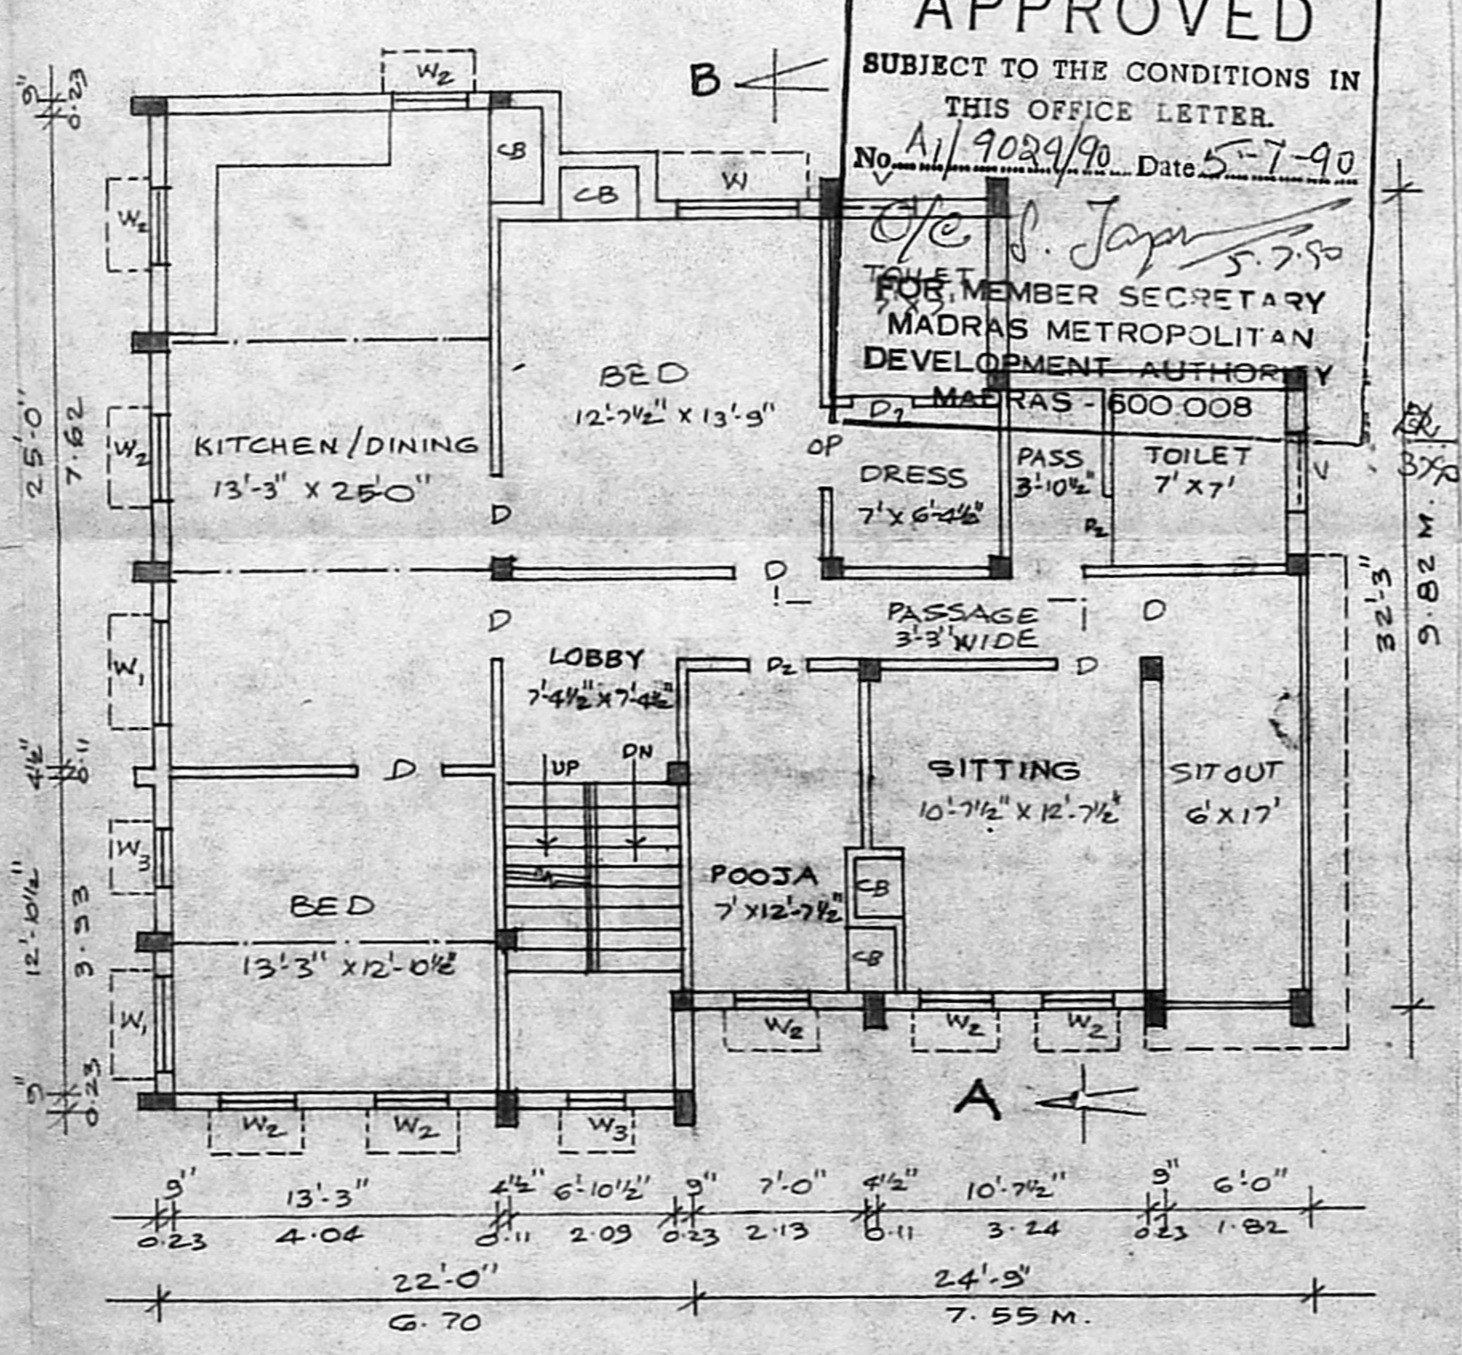 APPROVED
SUBJECT TO THE CONDITIONS IN
THIS OFFICE LETTER.
No. A1/9029/90 Date 5-7-90
O/C
5.7.90
FOR MEMBER SECRETARY
MADRAS METROPOLITAN
DEVELOPMENT AUTHORITY
MADRAS - 600 008
B
W2
9"
0.23
CB
CB
W
W2
V
TOILET
25'-0"
7.62
BED
12'-7½" X 13'-9"
D2
KITCHEN/DINING
13'-3" X 25'0"
W2
OP
DRESS
7' X 6'-4½"
PASS
3'-10½"
TOILET
7' X 7'
V
D
D2
32'-3"
9.82 M.
D
D
PASSAGE
3'-3" WIDE
D
W1
LOBBY
7'-4½" X 7'-4½"
D2
D
4½"
0.11
D
UP
DN
SITTING
10'-7½" X 12'-7½"
SITOUT
6' X 17'
W3
12'-10½"
3.93
BED
13'-3" X 12'-10½"
POOJA
7' X 12'-7½"
CB
CB
W1
W2
W2
W2
9"
0.23
W2
W2
W3
A
9" 13'-3" 4½" 6'-10½" 9" 7'-0" 4½" 10'-7½" 9" 6'-0"
0.23 4.04 0.11 2.09 0.23 2.13 0.11 3.24 0.23 1.82
22'-0" 24'-9"
6.70 7.55 M.